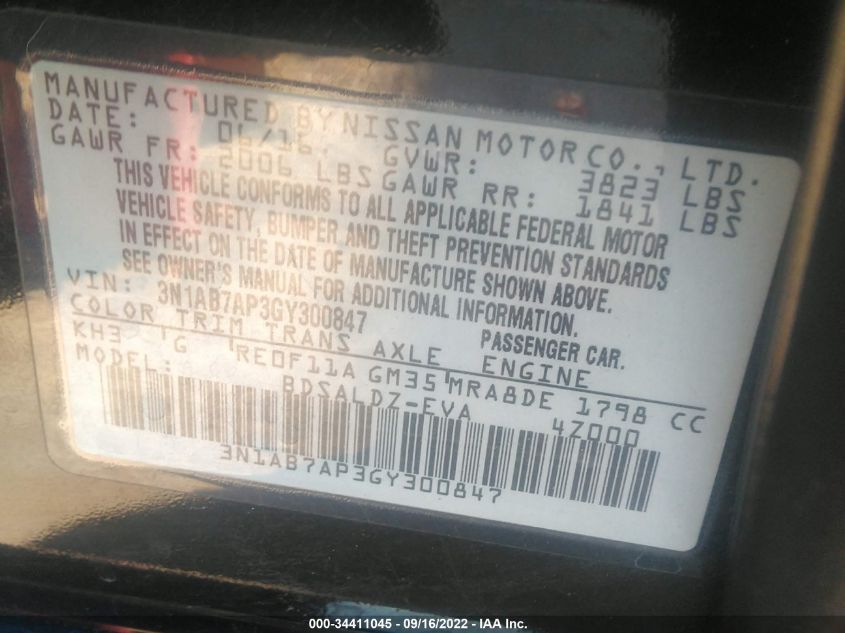 MANUFACTURED BY NISSAN MOTOR CO., LTD.
DATE: 06/16. GVWR: 3823 LBS
GAWR FR: 2006 LBS GAWR RR: 1841 LBS
THIS VEHICLE CONFORMS TO ALL APPLICABLE FEDERAL MOTOR
VEHICLE SAFETY, BUMPER AND THEFT PREVENTION STANDARDS
IN EFFECT ON THE DATE OF MANUFACTURE SHOWN ABOVE.
SEE OWNER'S MANUAL FOR ADDITIONAL INFORMATION.
VIN: 3N1AB7AP3GY300847 PASSENGER CAR.
COLOR TRIM TRANS AXLE ENGINE
KH3 G RE0F11A GM35 MRA8DE 1798 CC
MODEL: BDSALDZ-EVA 4Z000
3N1AB7AP3GY300847
000-34411045 - 09/16/2022 - IAA Inc.